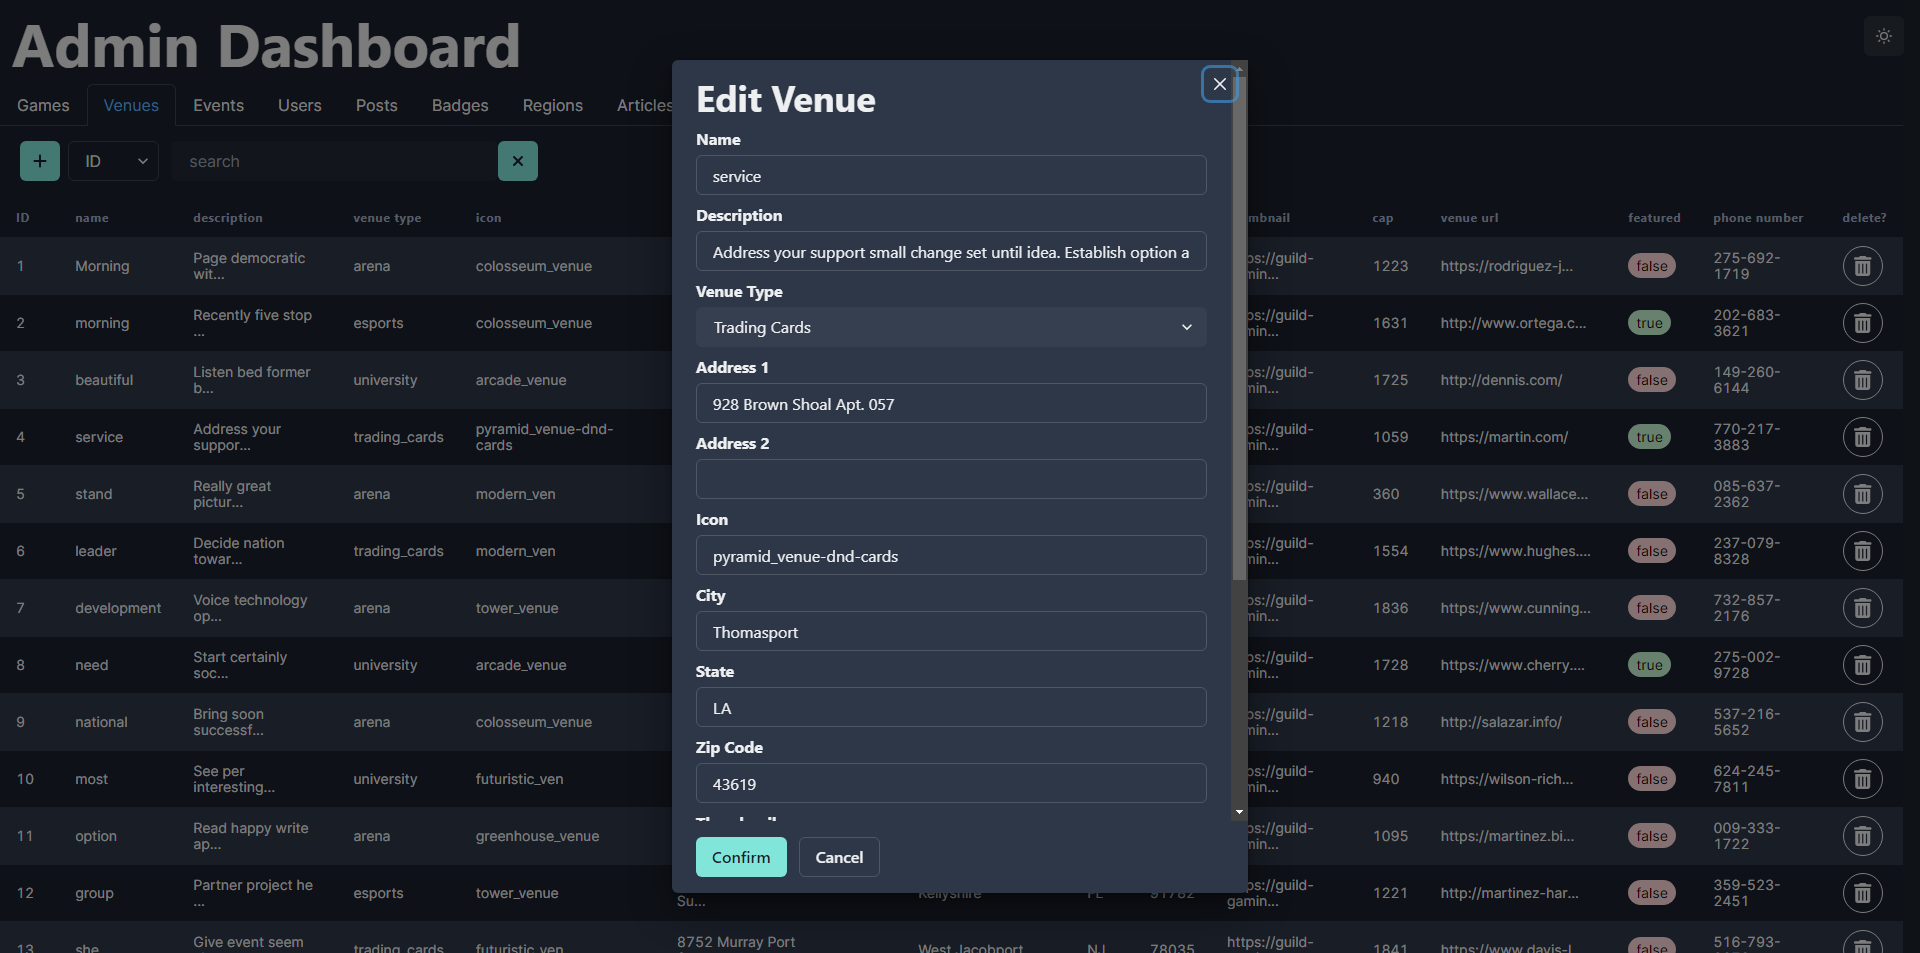 Admin Dashboard
Games Venues Events Users Posts Badges Regions Articles
ID search
ID name description venue type icon mbnail cap venue url featured phone number delete?
1 Morning Page democratic wit... arena colosseum_venue ps://guild- min... 1223 https://rodriguez-j... false 275-692-1719
2 morning Recently five stop ... esports colosseum_venue ps://guild- min... 1631 http://www.ortega.c... true 202-683-3621
3 beautiful Listen bed former b... university arcade_venue ps://guild- min... 1725 http://dennis.com/ false 149-260-6144
4 service Address your suppor... trading_cards pyramid_venue-dnd-cards ps://guild- min... 1059 https://martin.com/ true 770-217-3883
5 stand Really great pictur... arena modern_ven ps://guild- min... 360 https://www.wallace... false 085-637-2362
6 leader Decide nation towar... trading_cards modern_ven ps://guild- min... 1554 https://www.hughes.... false 237-079-8328
7 development Voice technology op... arena tower_venue ps://guild- min... 1836 https://www.cunning... false 732-857-2176
8 need Start certainly soc... university arcade_venue ps://guild- min... 1728 https://www.cherry.... true 275-002-9728
9 national Bring soon successf... arena colosseum_venue ps://guild- min... 1218 http://salazar.info/ false 537-216-5652
10 most See per interesting... university futuristic_ven ps://guild- min... 940 https://wilson-rich... false 624-245-7811
11 option Read happy write ap... arena greenhouse_venue ps://guild- min... 1095 https://martinez.bi... false 009-333-1722
12 group Partner project he ... esports tower_venue Su... Kellyshire FL 91782 ps://guild- gamin... 1221 http://martinez-har... false 359-523-2451
13 she Give event seem trading_cards futuristic_ven 8752 Murray Port West Jacobport NJ 78035 https://guild- 1841 https://www.davis-l... false 516-793-
Edit Venue
Name
service
Description
Address your support small change set until idea. Establish option a
Venue Type
Trading Cards
Address 1
928 Brown Shoal Apt. 057
Address 2
Icon
pyramid_venue-dnd-cards
City
Thomasport
State
LA
Zip Code
43619
Thumbnail
Confirm Cancel